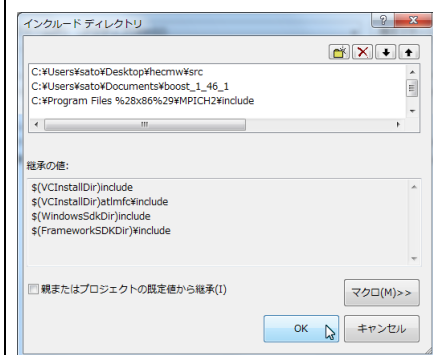 インクルード ディレクトリ
C:¥Users¥sato¥Desktop¥hecmw¥src
C:¥Users¥sato¥Documents¥boost_1_46_1
C:¥Program Files %28x86%29¥MPICH2¥include
継承の値:
$(VCInstallDir)include
$(VCInstallDir)atlmfc¥include
$(WindowsSdkDir)include
$(FrameworkSDKDir)¥include
親またはプロジェクトの既定値から継承(I)
マクロ(M)>>
OK
キャンセル